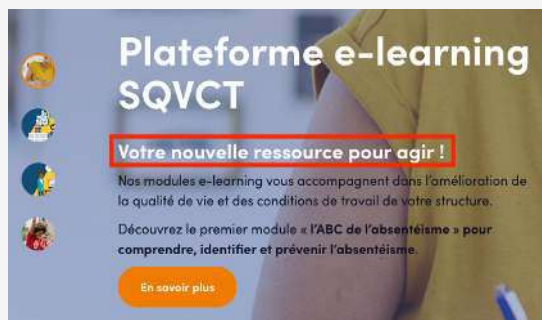 Plateforme e-learning
SQVCT
Votre nouvelle ressource pour agir !
Nos modules e-learning vous accompagnent dans l'amélioration de
la qualité de vie et des conditions de travail de votre structure.
Découvrez le premier module « l'ABC de l'absentéisme » pour
comprendre, identifier et prévenir l'absentéisme.
En savoir plus